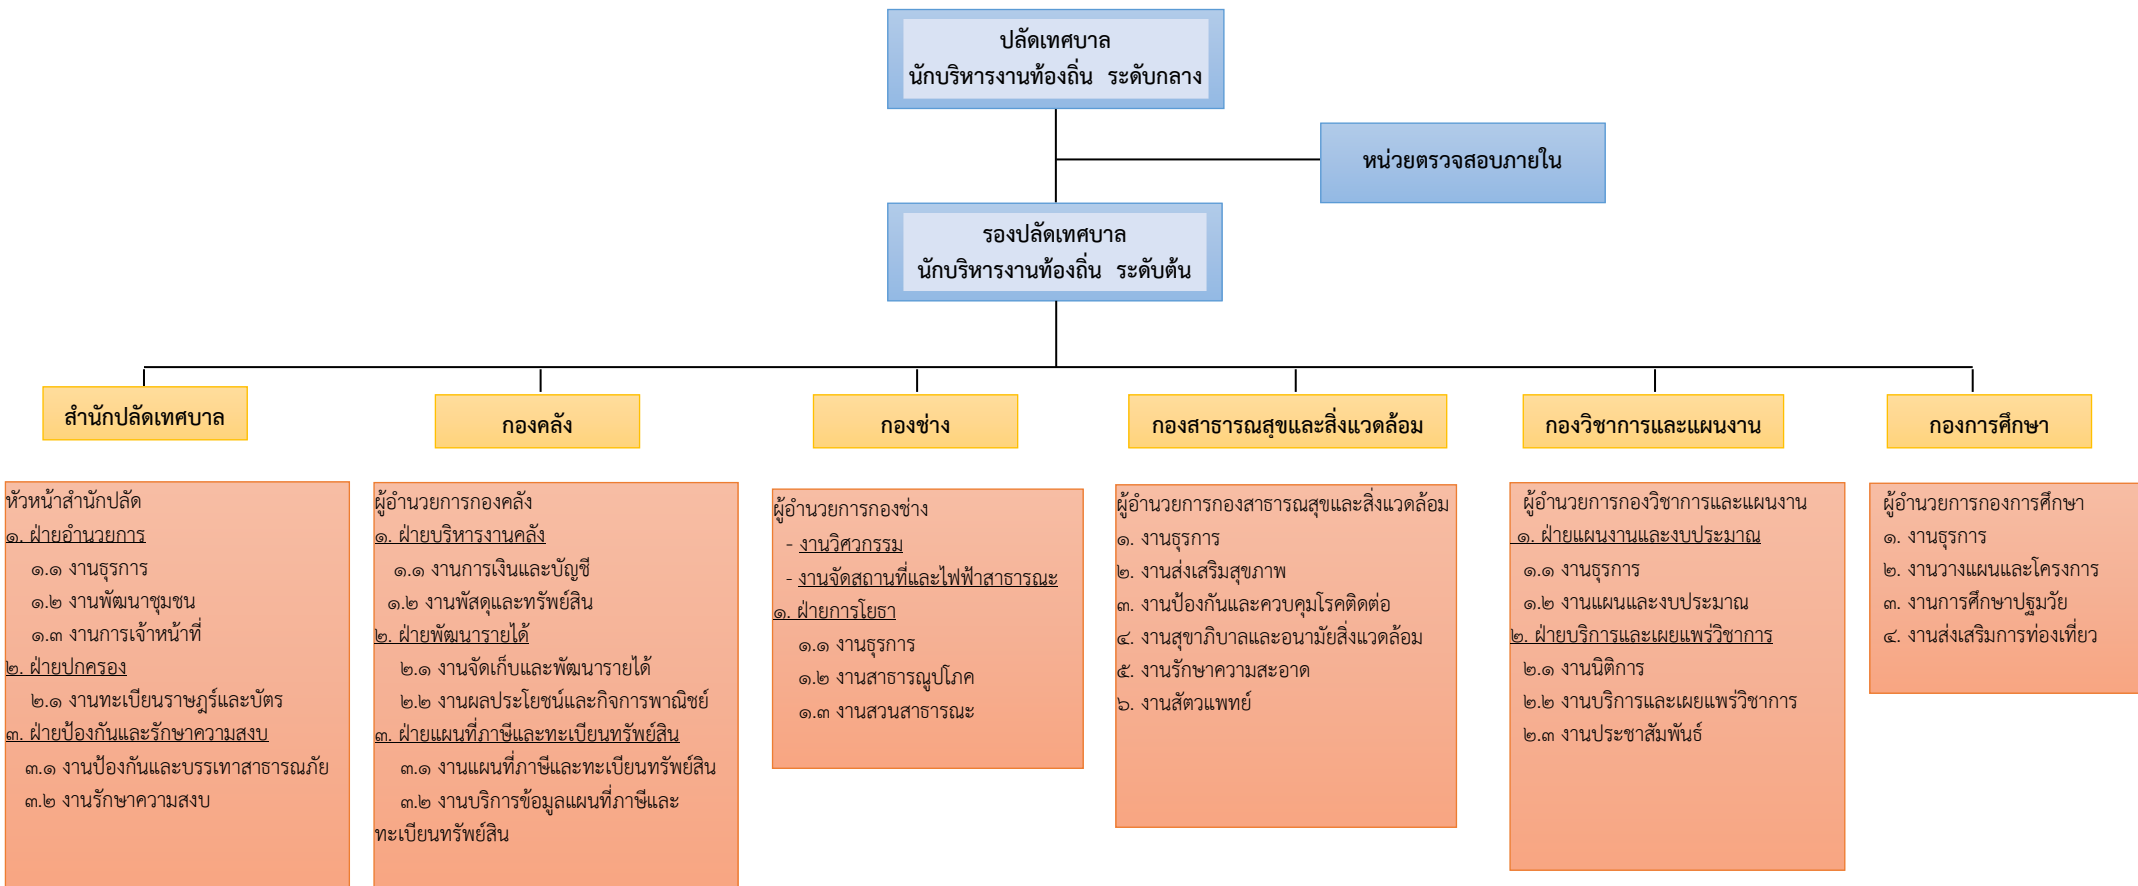 ปลัดเทศบาล
นักบริหารงานท้องถิ่น ระดับกลาง
หน่วยตรวจสอบภายใน
รองปลัดเทศบาล
นักบริหารงานท้องถิ่น ระดับต้น
สำนักปลัดเทศบาล
กองคลัง
กองช่าง
กองสาธารณสุขและสิ่งแวดล้อม
กองวิชาการและแผนงาน
กองการศึกษา
หัวหน้าสำนักปลัด
๑. ฝ่ายอำนวยการ
๑.๑ งานธุรการ
๑.๒ งานพัฒนาชุมชน
๑.๓ งานการเจ้าหน้าที่
๒. ฝ่ายปกครอง
๒.๑ งานทะเบียนราษฎร์และบัตร
๓. ฝ่ายป้องกันและรักษาความสงบ
๓.๑ งานป้องกันและบรรเทาสาธารณภัย
๓.๒ งานรักษาความสงบ
ผู้อำนวยการกองคลัง
๑. ฝ่ายบริหารงานคลัง
๑.๑ งานการเงินและบัญชี
๑.๒ งานพัสดุและทรัพย์สิน
๒. ฝ่ายพัฒนารายได้
๒.๑ งานจัดเก็บและพัฒนารายได้
๒.๒ งานผลประโยชน์และกิจการพาณิชย์
๓. ฝ่ายแผนที่ภาษีและทะเบียนทรัพย์สิน
๓.๑ งานแผนที่ภาษีและทะเบียนทรัพย์สิน
๓.๒ งานบริการข้อมูลแผนที่ภาษีและ
ทะเบียนทรัพย์สิน
ผู้อำนวยการกองช่าง
- งานวิศวกรรม
- งานจัดสถานที่และไฟฟ้าสาธารณะ
๑. ฝ่ายการโยธา
๑.๑ งานธุรการ
๑.๒ งานสาธารณูปโภค
๑.๓ งานสวนสาธารณะ
ผู้อำนวยการกองสาธารณสุขและสิ่งแวดล้อม
๑. งานธุรการ
๒. งานส่งเสริมสุขภาพ
๓. งานป้องกันและควบคุมโรคติดต่อ
๔. งานสุขาภิบาลและอนามัยสิ่งแวดล้อม
๕. งานรักษาความสะอาด
๖. งานสัตวแพทย์
ผู้อำนวยการกองวิชาการและแผนงาน
๑. ฝ่ายแผนงานและงบประมาณ
๑.๑ งานธุรการ
๑.๒ งานแผนและงบประมาณ
๒. ฝ่ายบริการและเผยแพร่วิชาการ
๒.๑ งานนิติการ
๒.๒ งานบริการและเผยแพร่วิชาการ
๒.๓ งานประชาสัมพันธ์
ผู้อำนวยการกองการศึกษา
๑. งานธุรการ
๒. งานวางแผนและโครงการ
๓. งานการศึกษาปฐมวัย
๔. งานส่งเสริมการท่องเที่ยว